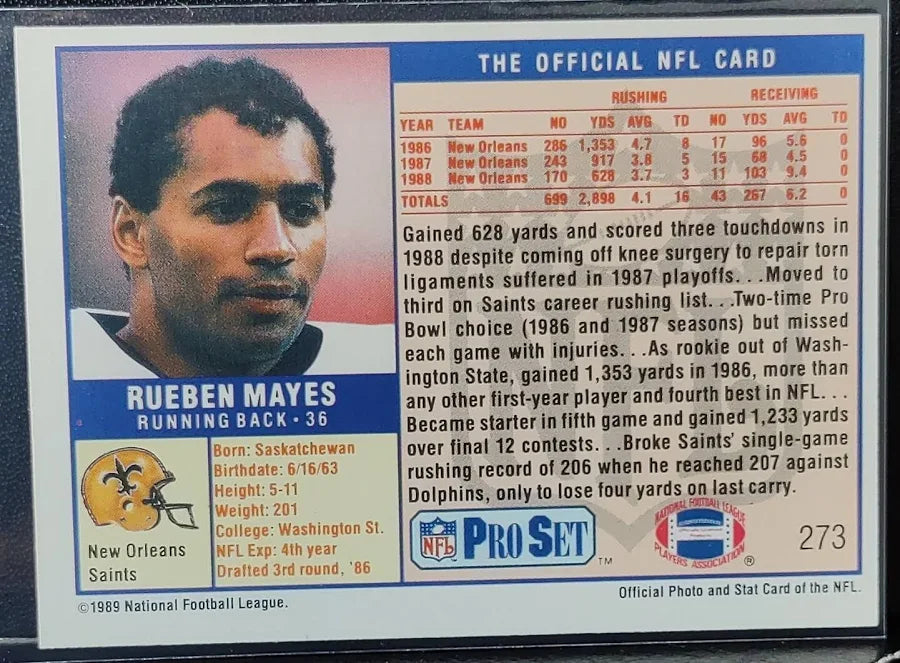 THE OFFICIAL NFL CARD
RUSHING RECEIVING
YEAR TEAM NO YDS AVG TD NO YDS AVG TD
1986 New Orleans 286 1,353 4.7 8 17 96 5.6 0
1987 New Orleans 243 917 3.8 5 15 68 4.5 0
1988 New Orleans 170 628 3.7 3 11 103 9.4 0
TOTALS 699 2,898 4.1 16 43 267 6.2 0
Gained 628 yards and scored three touchdowns in
1988 despite coming off knee surgery to repair torn
ligaments suffered in 1987 playoffs. . .Moved to
third on Saints career rushing list. . .Two-time Pro
Bowl choice (1986 and 1987 seasons) but missed
each game with injuries. . .As rookie out of Wash-
ington State, gained 1,353 yards in 1986, more than
any other first-year player and fourth best in NFL. . .
Became starter in fifth game and gained 1,233 yards
over final 12 contests. . .Broke Saints' single-game
rushing record of 206 when he reached 207 against
Dolphins, only to lose four yards on last carry.
RUEBEN MAYES
RUNNING BACK • 36
New Orleans
Saints
Born: Saskatchewan
Birthdate: 6/16/63
Height: 5-11
Weight: 201
College: Washington St.
NFL Exp: 4th year
Drafted 3rd round, '86
NFL PRO SET ™
NATIONAL FOOTBALL LEAGUE
PLAYERS ASSOCIATION ®
273
©1989 National Football League.
Official Photo and Stat Card of the NFL.